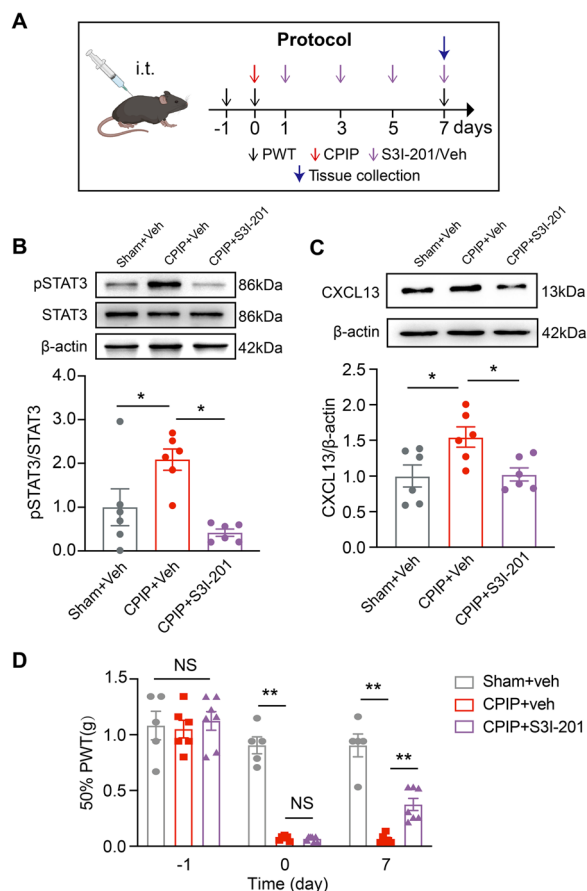 A
Protocol
i.t.
-1 0 1 3 5 7 days
PWT CPIP S3I-201/Veh
Tissue collection
B
Sham+Veh CPIP+Veh CPIP+S3I-201
pSTAT3 86kDa
STAT3 86kDa
β-actin 42kDa
pSTAT3/STAT3
4.0
3.0
2.0
1.0
0.0
* *
Sham+Veh CPIP+Veh CPIP+S3I-201
C
Sham+Veh CPIP+Veh CPIP+S3I-201
CXCL13 13kDa
β-actin 42kDa
CXCL13/β-actin
2.5
2.0
1.5
1.0
0.5
0.0
* *
Sham+Veh CPIP+Veh CPIP+S3I-201
D
50% PWT(g)
1.5
1.0
0.5
0.0
NS ** NS ** **
-1 0 7
Time (day)
Sham+veh
CPIP+veh
CPIP+S3I-201